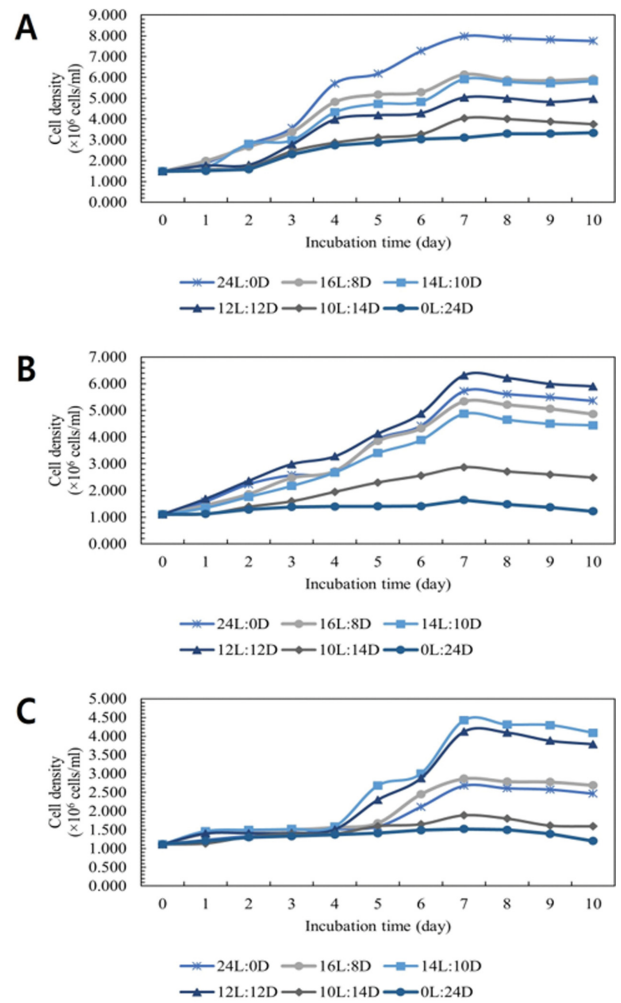 A
Cell density
(×10⁶ cells/ml)
9.000
8.000
7.000
6.000
5.000
4.000
3.000
2.000
1.000
0.000
0 1 2 3 4 5 6 7 8 9 10
Incubation time (day)
24L:0D 16L:8D 14L:10D
12L:12D 10L:14D 0L:24D
B
Cell density
(×10⁶ cells/ml)
7.000
6.000
5.000
4.000
3.000
2.000
1.000
0.000
0 1 2 3 4 5 6 7 8 9 10
Incubation time (day)
24L:0D 16L:8D 14L:10D
12L:12D 10L:14D 0L:24D
C
Cell density
(×10⁶ cells/ml)
5.000
4.500
4.000
3.500
3.000
2.500
2.000
1.500
1.000
0.500
0.000
0 1 2 3 4 5 6 7 8 9 10
Incubation time (day)
24L:0D 16L:8D 14L:10D
12L:12D 10L:14D 0L:24D